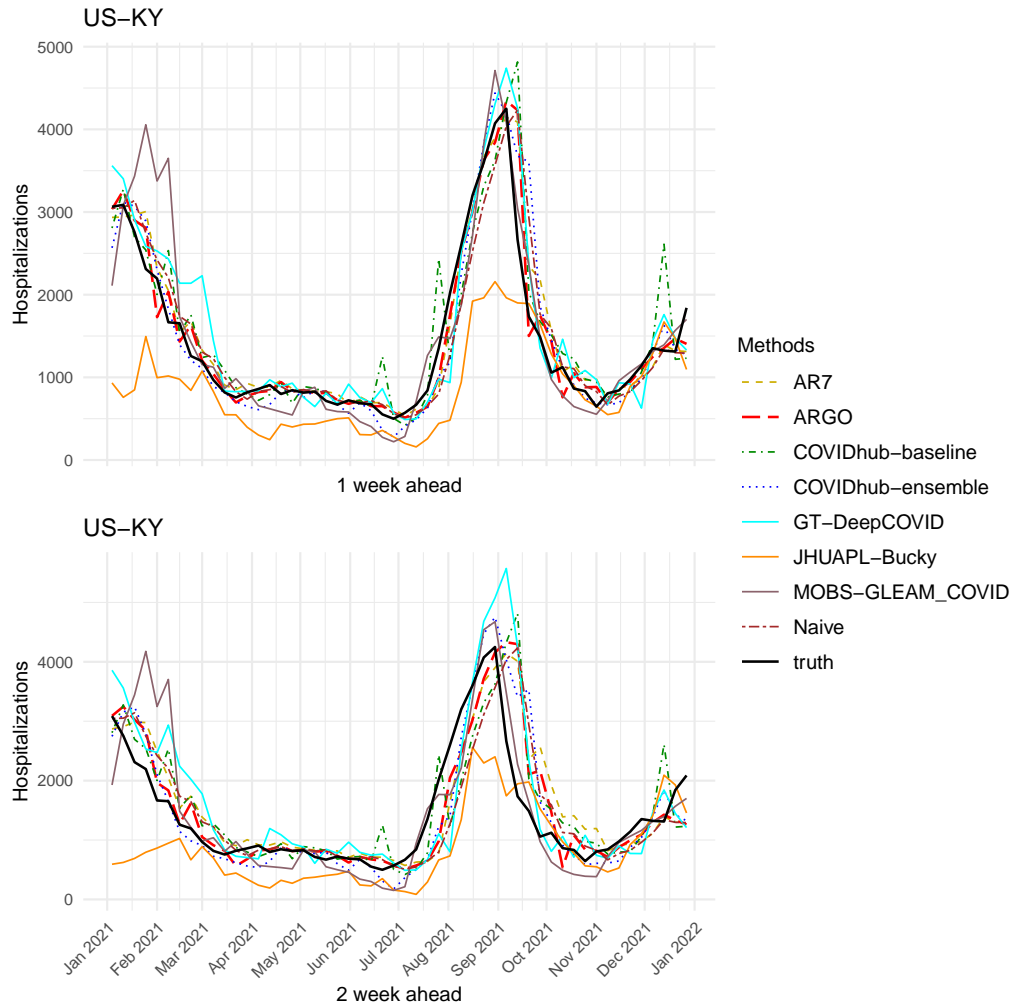 US−KY
5000
4000
3000
2000
1000
0
Hospitalizations
1 week ahead
US−KY
4000
2000
0
Hospitalizations
Jan 2021
Feb 2021
Mar 2021
Apr 2021
May 2021
Jun 2021
Jul 2021
Aug 2021
Sep 2021
Oct 2021
Nov 2021
Dec 2021
Jan 2022
2 week ahead
Methods
AR7
ARGO
COVIDhub−baseline
COVIDhub−ensemble
GT−DeepCOVID
JHUAPL−Bucky
MOBS−GLEAM_COVID
Naive
truth